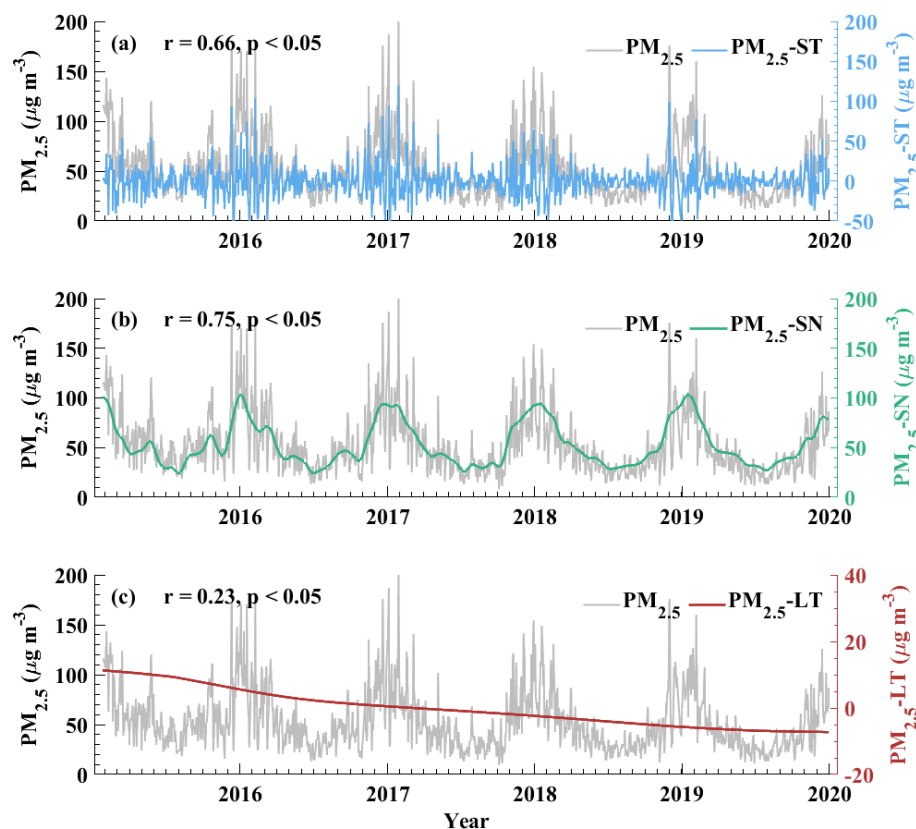 (a) r = 0.66, p < 0.05 PM2.5 PM2.5-ST
200 150 100 50 0
PM2.5 (μg m-3)
100 50 0 -50
PM2.5-ST (μg m-3)
2016 2017 2018 2019 2020
(b) r = 0.75, p < 0.05 PM2.5 PM2.5-SN
200 150 100 50 0
PM2.5 (μg m-3)
200 150 100 50 0
PM2.5-SN (μg m-3)
2016 2017 2018 2019 2020
(c) r = 0.23, p < 0.05 PM2.5 PM2.5-LT
200 150 100 50 0
PM2.5 (μg m-3)
40 20 0 -20
PM2.5-LT (μg m-3)
2016 2017 2018 2019 2020
Year